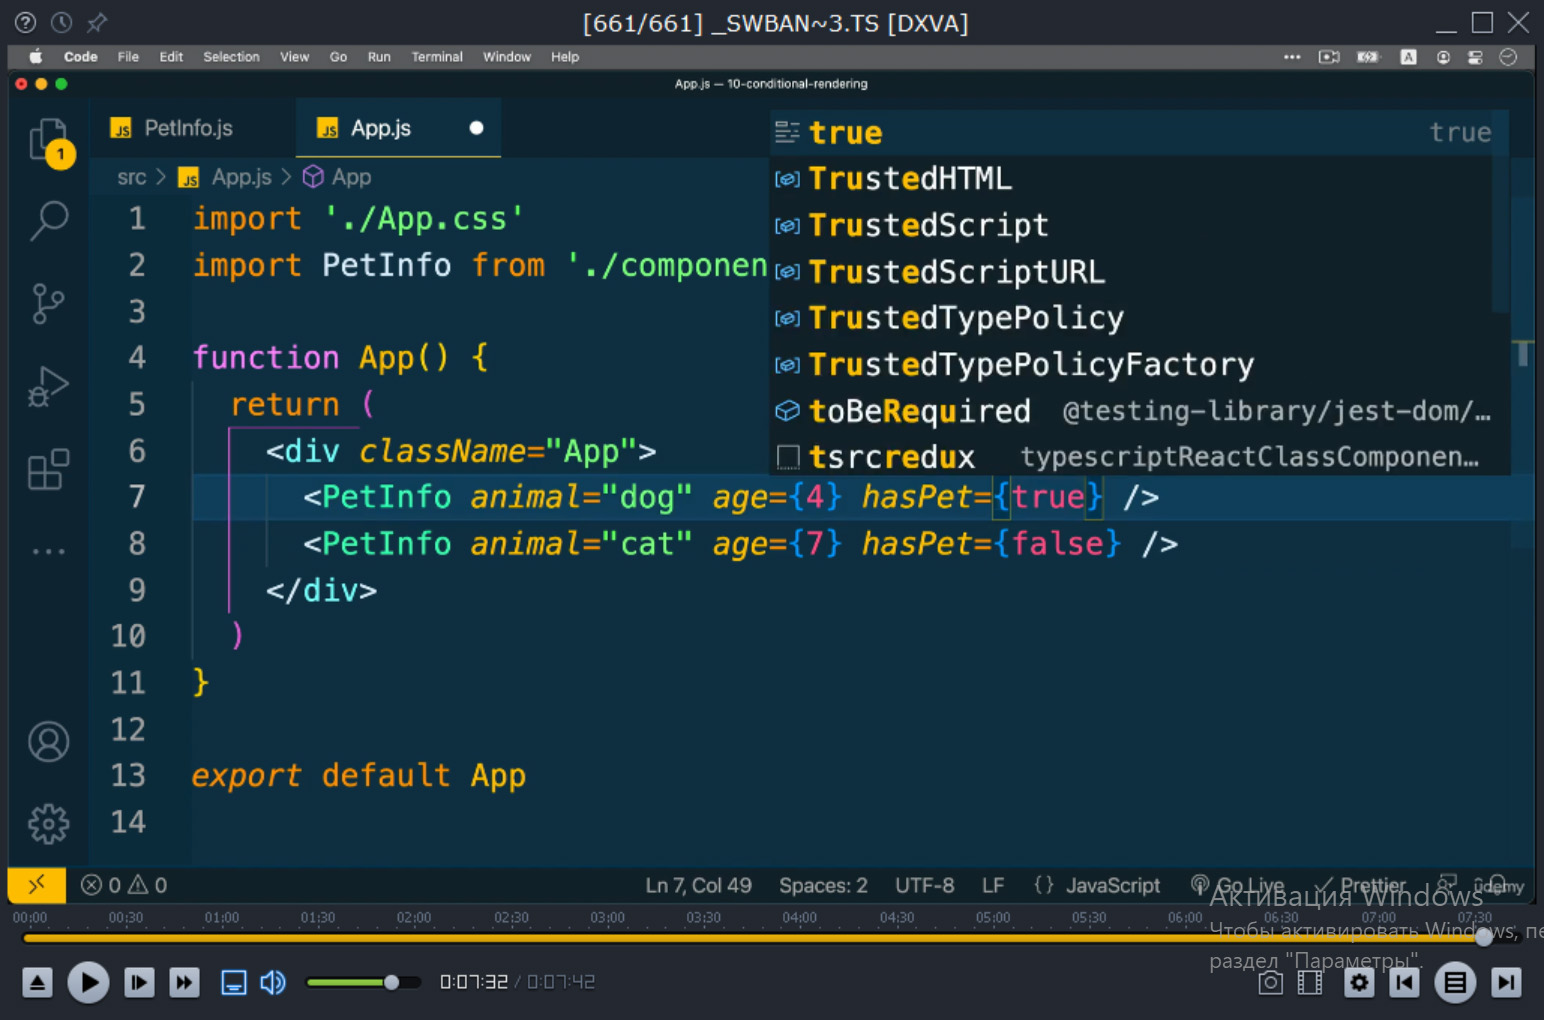 [661/661] _SWBAN~3.TS [DXVA]
Code File Edit Selection View Go Run Terminal Window Help A
App.js — 10-conditional-rendering
JS PetInfo.js JS App.js
1
src > JS App.js > App
true true
TrustedHTML
TrustedScript
TrustedScriptURL
TrustedTypePolicy
TrustedTypePolicyFactory
toBeRequired @testing-library/jest-dom/…
tsrcredux typescriptReactClassComponen…
1 import './App.css'
2 import PetInfo from './componen
3
4 function App() {
5 return (
6 <div className="App">
7 <PetInfo animal="dog" age={4} hasPet={true} />
8 <PetInfo animal="cat" age={7} hasPet={false} />
9 </div>
10 )
11 }
12
13 export default App
14
0 0 Ln 7, Col 49 Spaces: 2 UTF-8 LF {} JavaScript Go Live Prettier
ûdemy
Активация Windows
Чтобы активировать Windows, пе
раздел "Параметры".
00:00 00:30 01:00 01:30 02:00 02:30 03:00 03:30 04:00 04:30 05:00 05:30 06:00 06:30 07:00 07:30
0:07:32 / 0:07:42